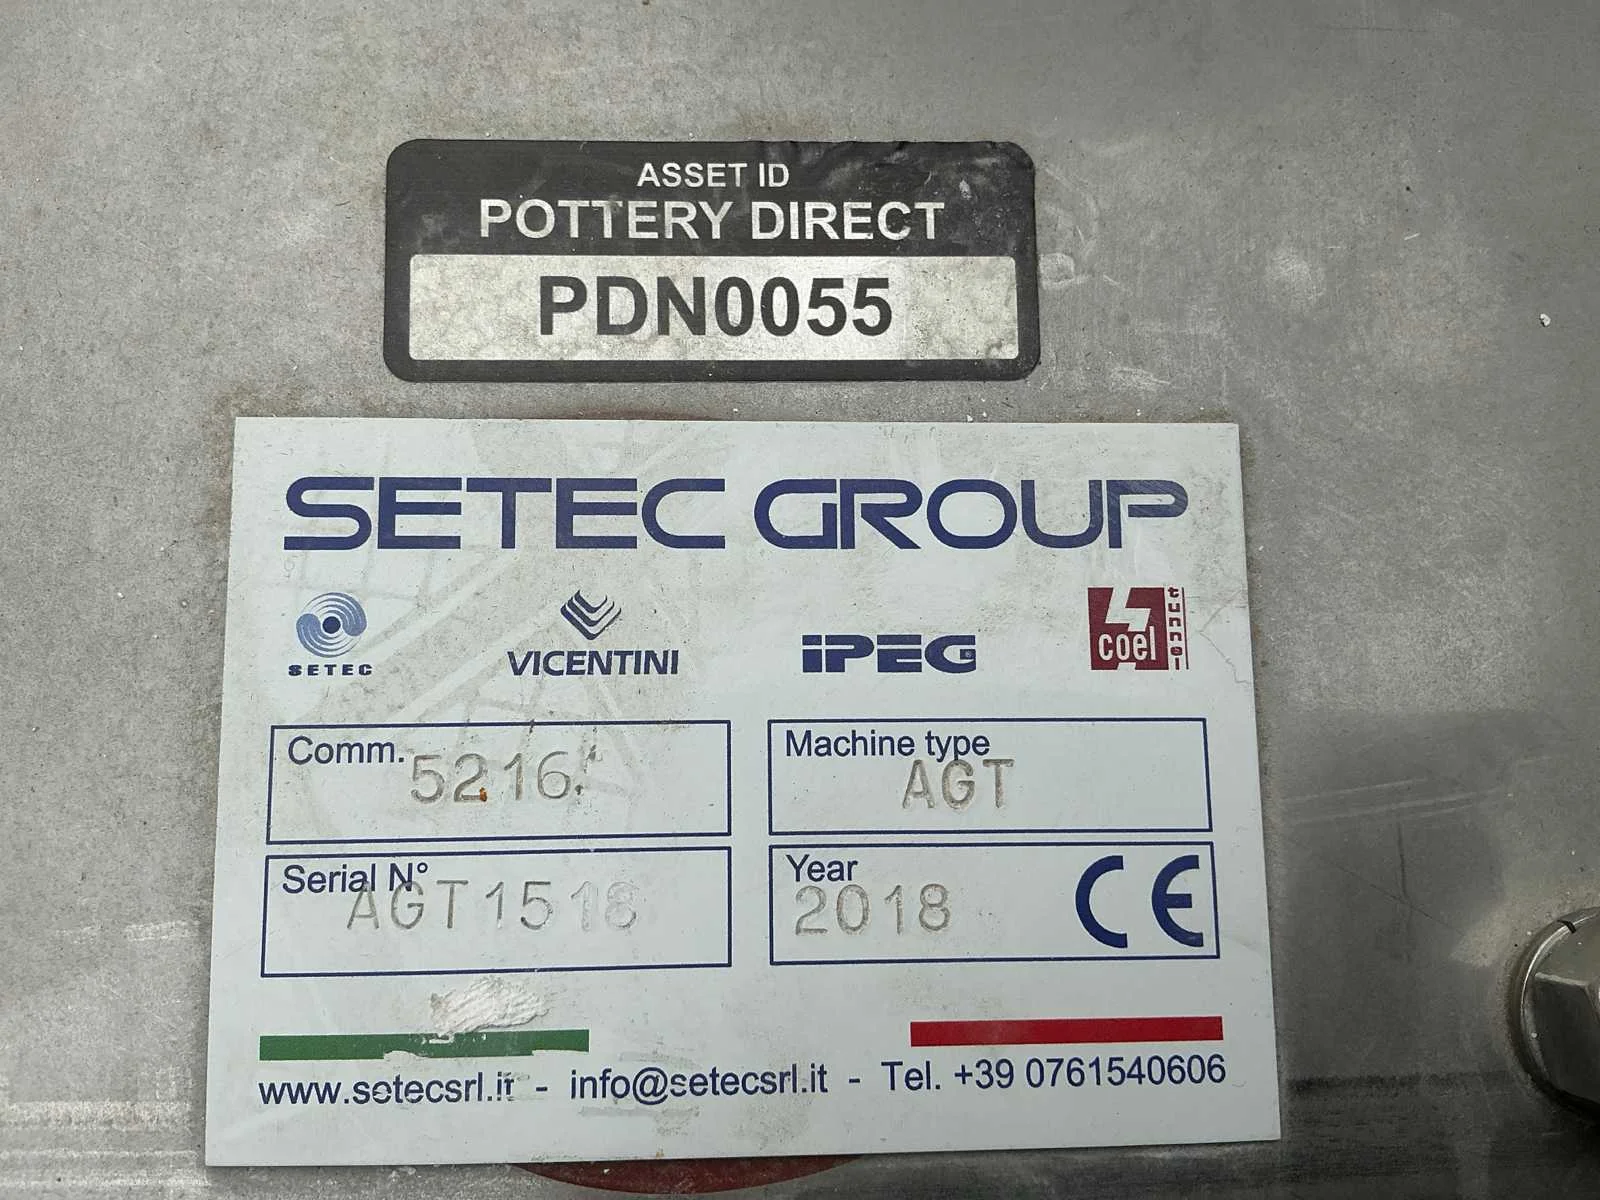 ASSET ID
POTTERY DIRECT
PDN0055
SETEC GROUP
SETEC
VICENTINI
iPEG
coel tunnel
Comm. 5216
Machine type AGT
Serial N° AGT1518
Year 2018 CE
www.setecsrl.it - info@setecsrl.it - Tel. +39 0761540606